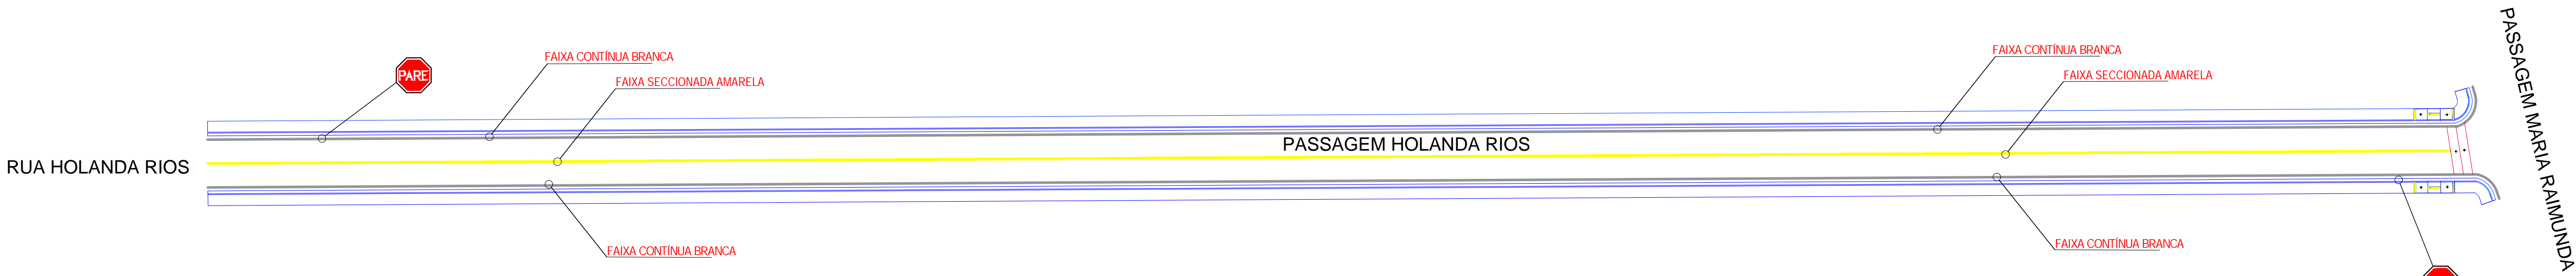 PARE
FAIXA CONTÍNUA BRANCA
FAIXA SECCIONADA AMARELA
FAIXA CONTÍNUA BRANCA
FAIXA SECCIONADA AMARELA
PASSAGEM MARIA RAIMUNDA
RUA HOLANDA RIOS
PASSAGEM HOLANDA RIOS
FAIXA CONTÍNUA BRANCA
FAIXA CONTÍNUA BRANCA